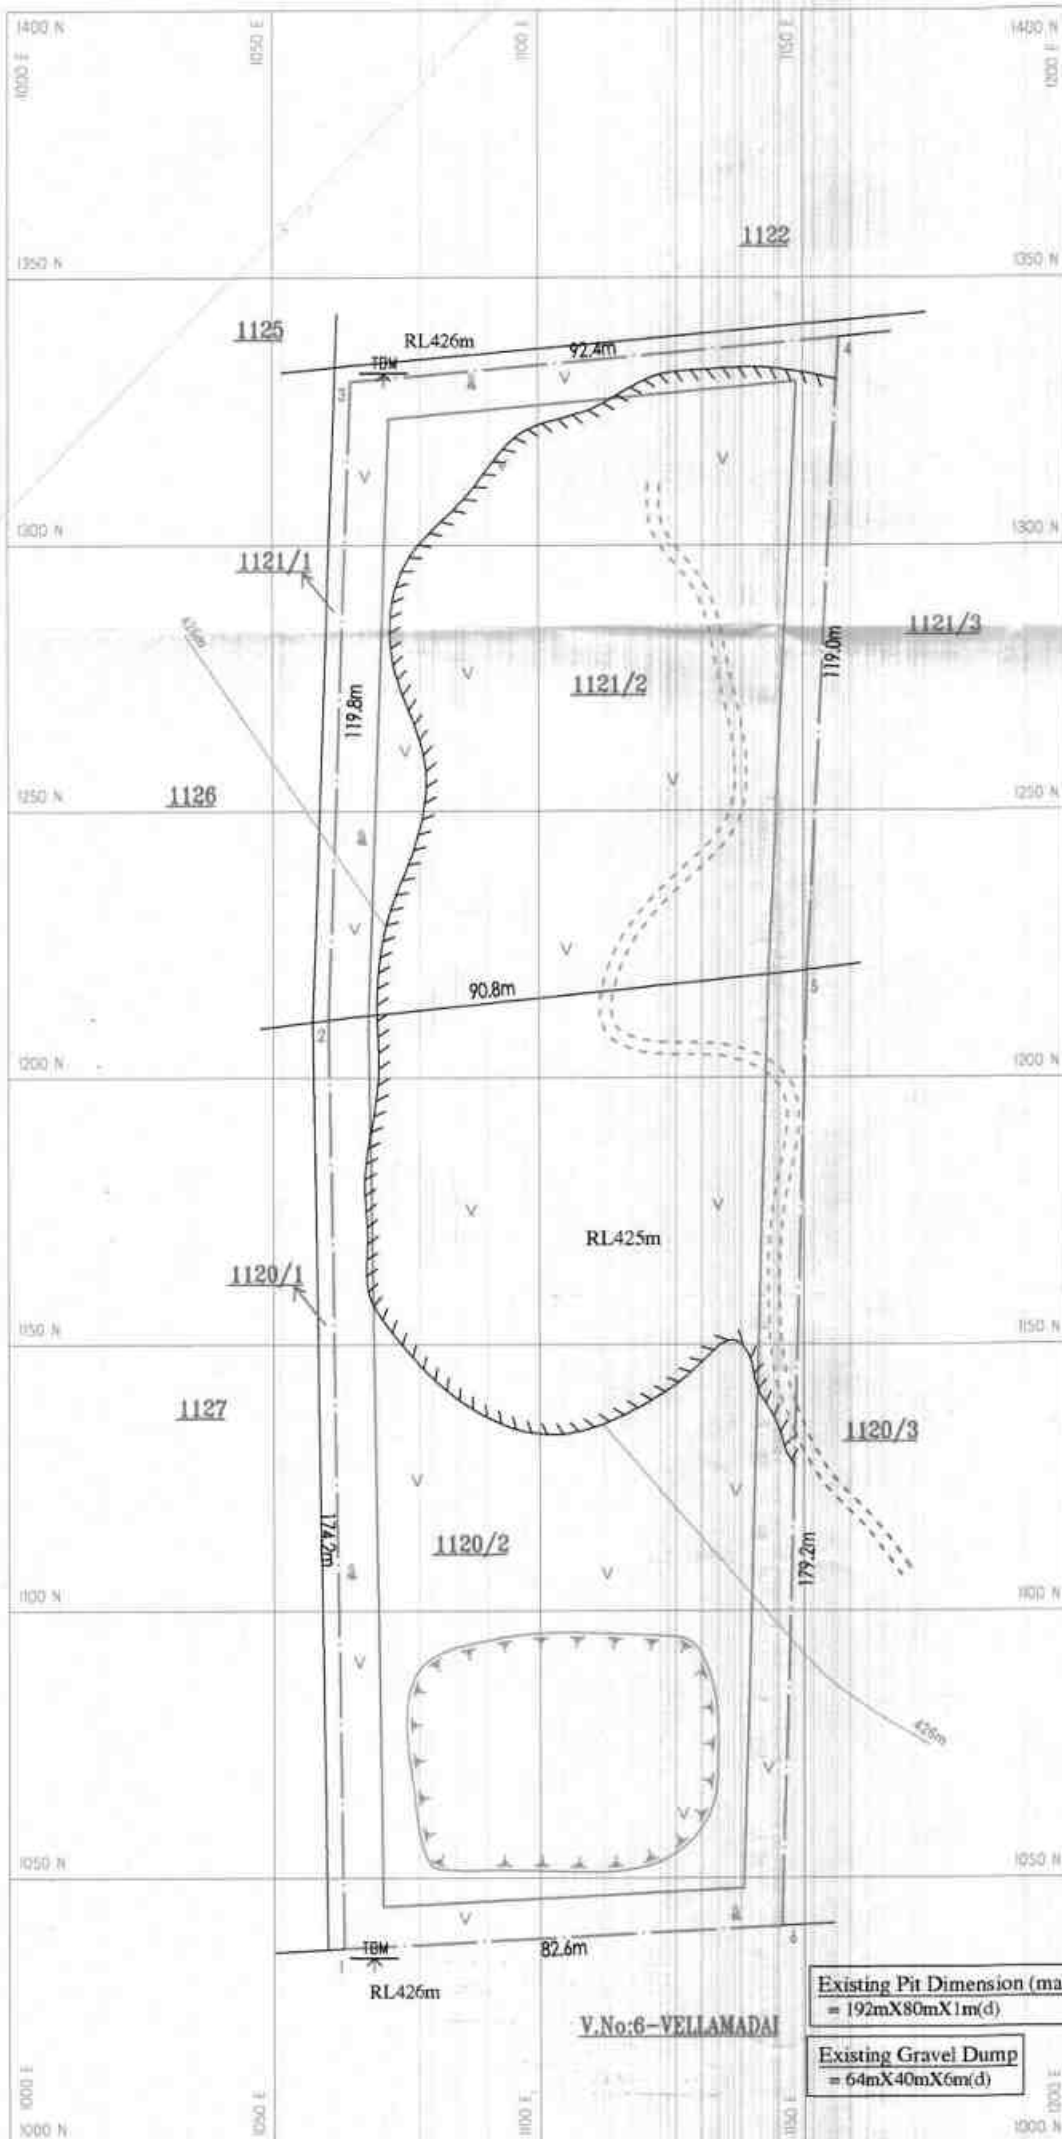 1400 N
1050 E
1100 E
1150 E
1400 N
1000 E
1200 E
1122
1350 N
1350 N
1125
RL426m
92.4m
TBM
3
4
1300 N
1300 N
1121/1
1121/3
426m
119.0m
1121/2
119.8m
1126
1250 N
1250 N
90.8m
5
2
1200 N
1200 N
RL425m
1120/1
1150 N
1150 N
1127
1120/3
174.2m
1120/2
179.2m
1100 N
1100 N
426m
1050 N
1050 N
6
TBM
82.6m
RL426m
Existing Pit Dimension (ma
= 192mX80mX1m(d)
V.No:6-VELLAMADAI
Existing Gravel Dump
= 64mX40mX6m(d)
1000 E
1050 E
1100 E
1150 E
1200 E
1000 N
1000 N